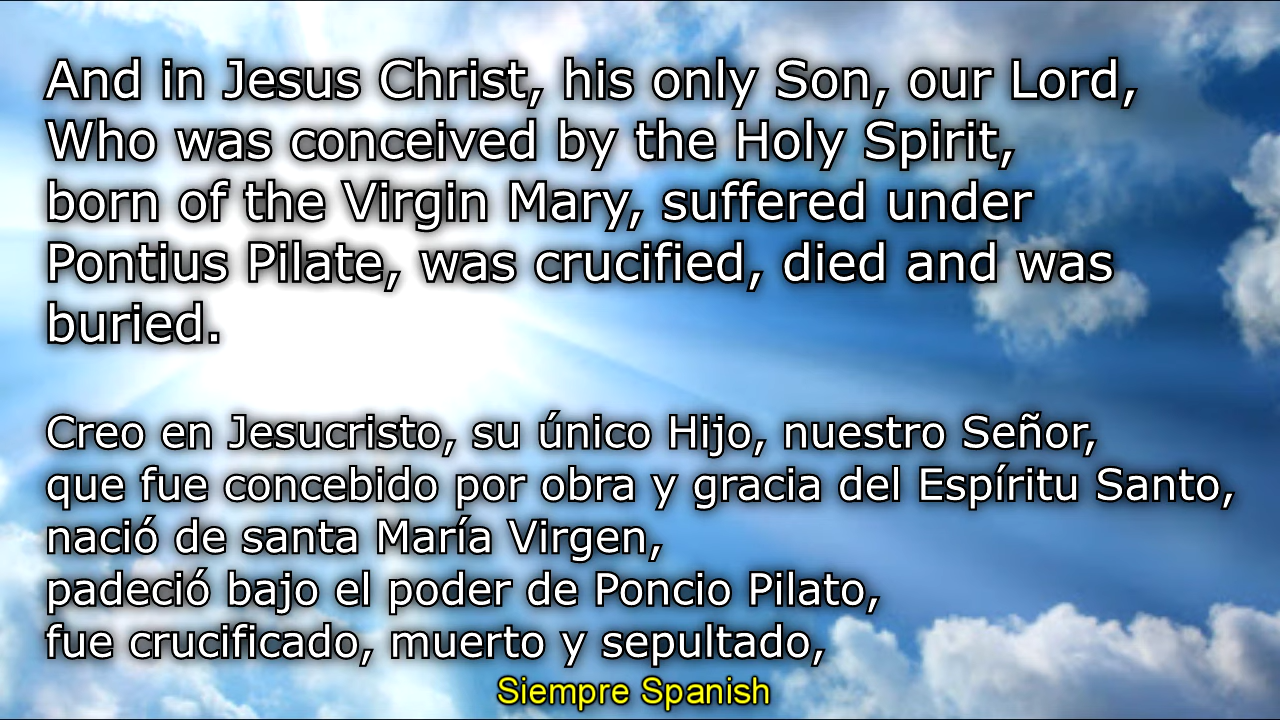 And in Jesus Christ, his only Son, our Lord,
Who was conceived by the Holy Spirit,
born of the Virgin Mary, suffered under
Pontius Pilate, was crucified, died and was
buried.
Creo en Jesucristo, su único Hijo, nuestro Señor,
que fue concebido por obra y gracia del Espíritu Santo,
nació de santa María Virgen,
padeció bajo el poder de Poncio Pilato,
fue crucificado, muerto y sepultado,
Siempre Spanish